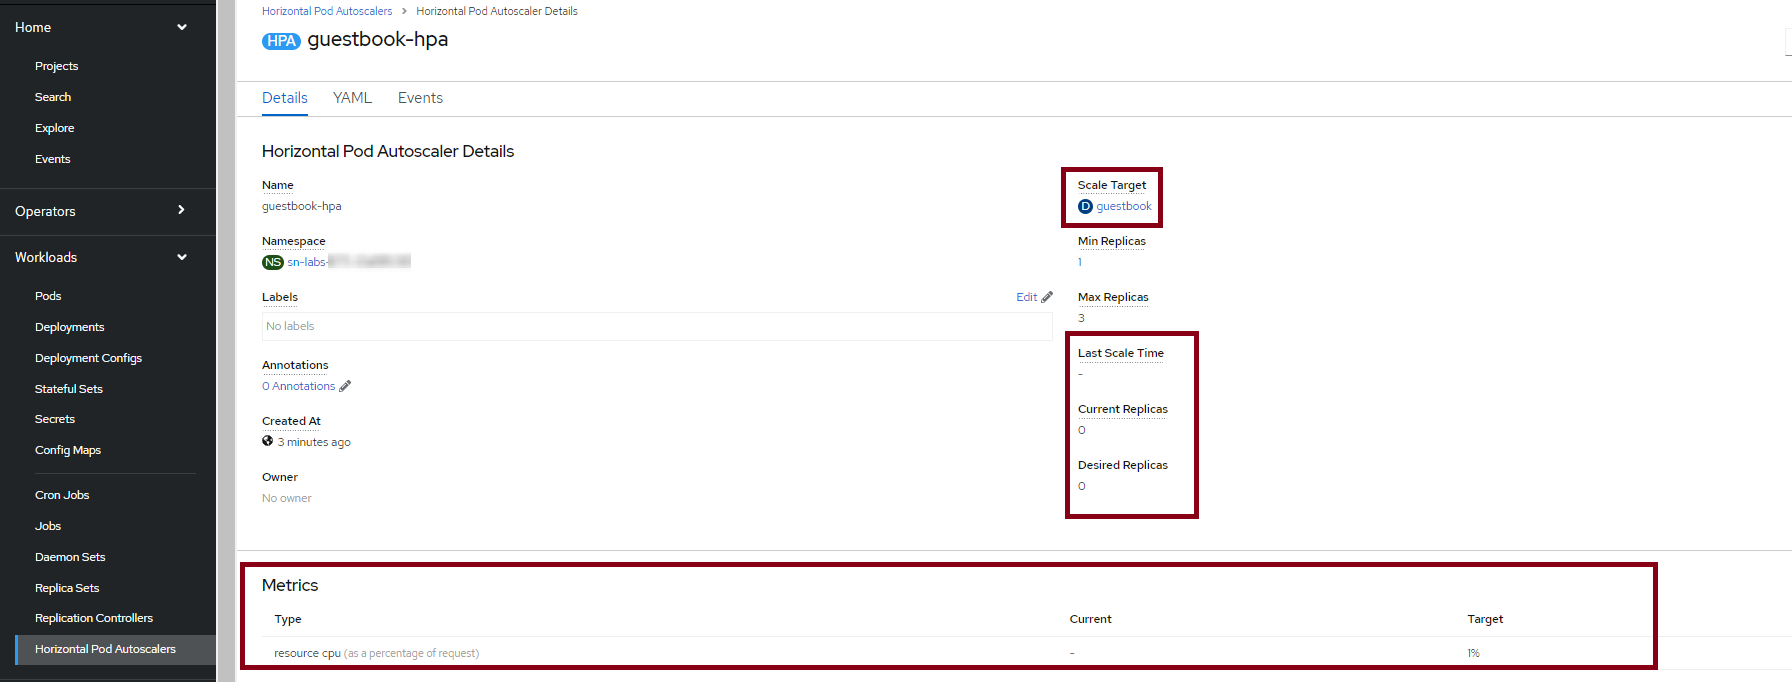 Home
Projects
Search
Explore
Events
Operators
Workloads
Pods
Deployments
Deployment Configs
Stateful Sets
Secrets
Config Maps
Cron Jobs
Jobs
Daemon Sets
Replica Sets
Replication Controllers
Horizontal Pod Autoscalers
Horizontal Pod Autoscalers > Horizontal Pod Autoscaler Details
HPA guestbook-hpa
Details YAML Events
Horizontal Pod Autoscaler Details
Name
guestbook-hpa
Namespace
NS sn-labs-
Labels
Edit
No labels
Annotations
0 Annotations
Created At
3 minutes ago
Owner
No owner
Scale Target
D guestbook
Min Replicas
1
Max Replicas
3
Last Scale Time
-
Current Replicas
0
Desired Replicas
0
Metrics
Type Current Target
resource cpu (as a percentage of request) - 1%